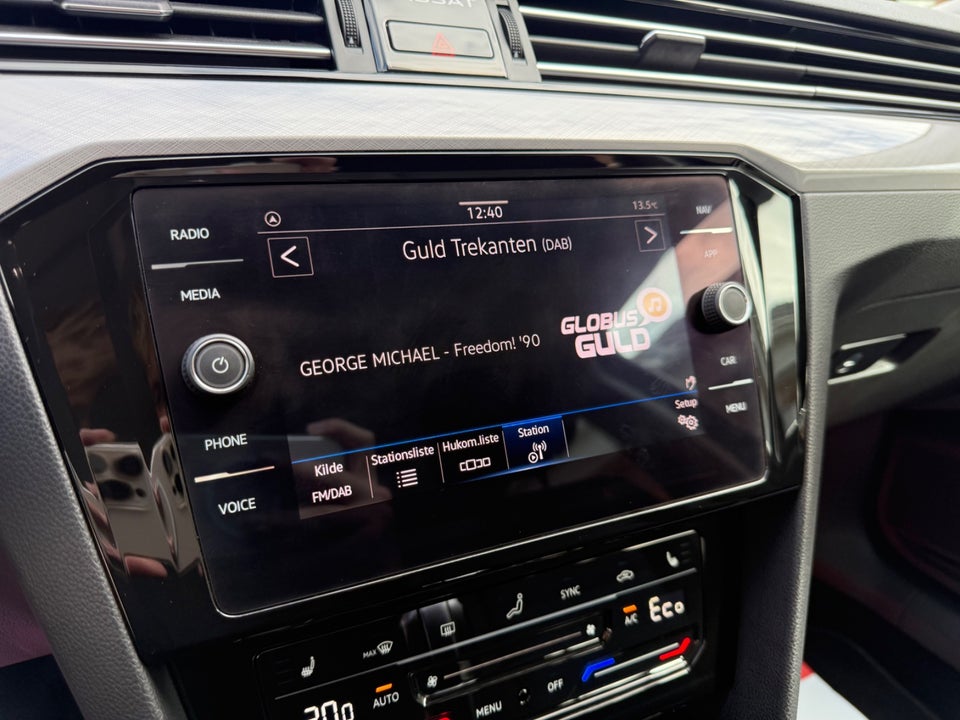 PASSAT
RADIO
MEDIA
PHONE
VOICE
12:40
13.5°C
<
Guld Trekanten (DAB)
>
GEORGE MICHAEL - Freedom! '90
GLOBUS
GULD
Setup
Kilde
FM/DAB
Stationsliste
Hukom.liste
Station
NAV
APP
CAR
MENU
MAX
SYNC
A/C
Eco
AUTO
MENU
OFF